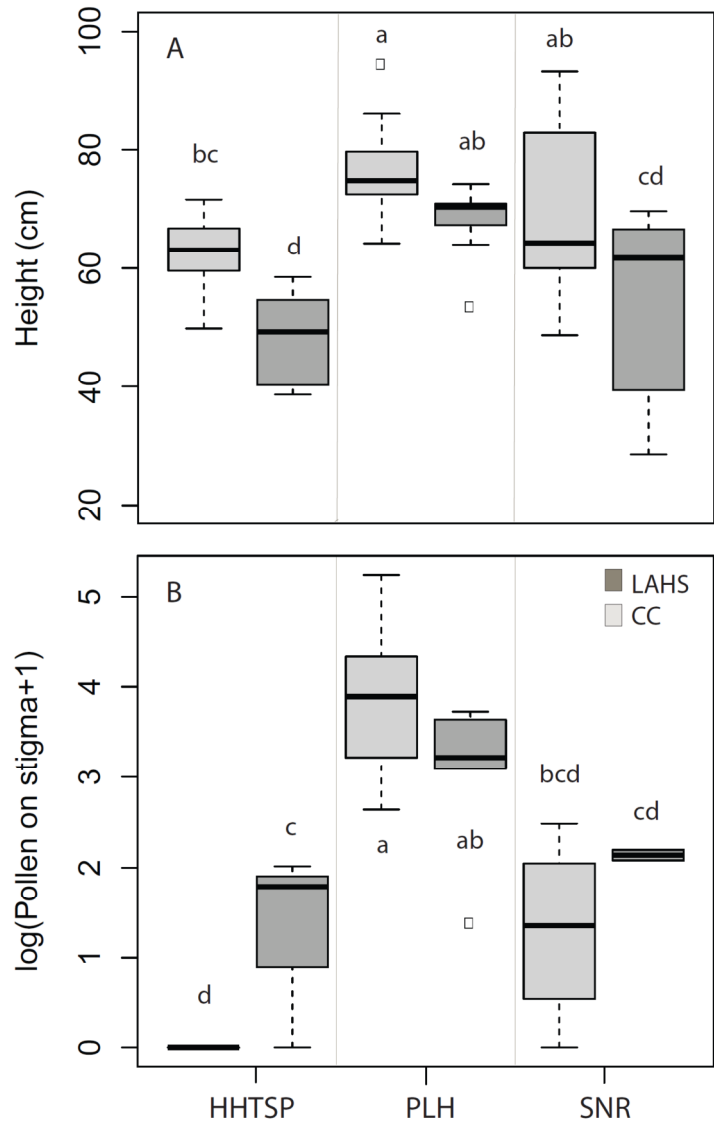 A
Height (cm)
100
80
60
40
20
bc
d
a
ab
ab
cd
B
log(Pollen on stigma+1)
5
4
3
2
1
0
LAHS
CC
d
c
a
ab
bcd
cd
HHTSP PLH SNR